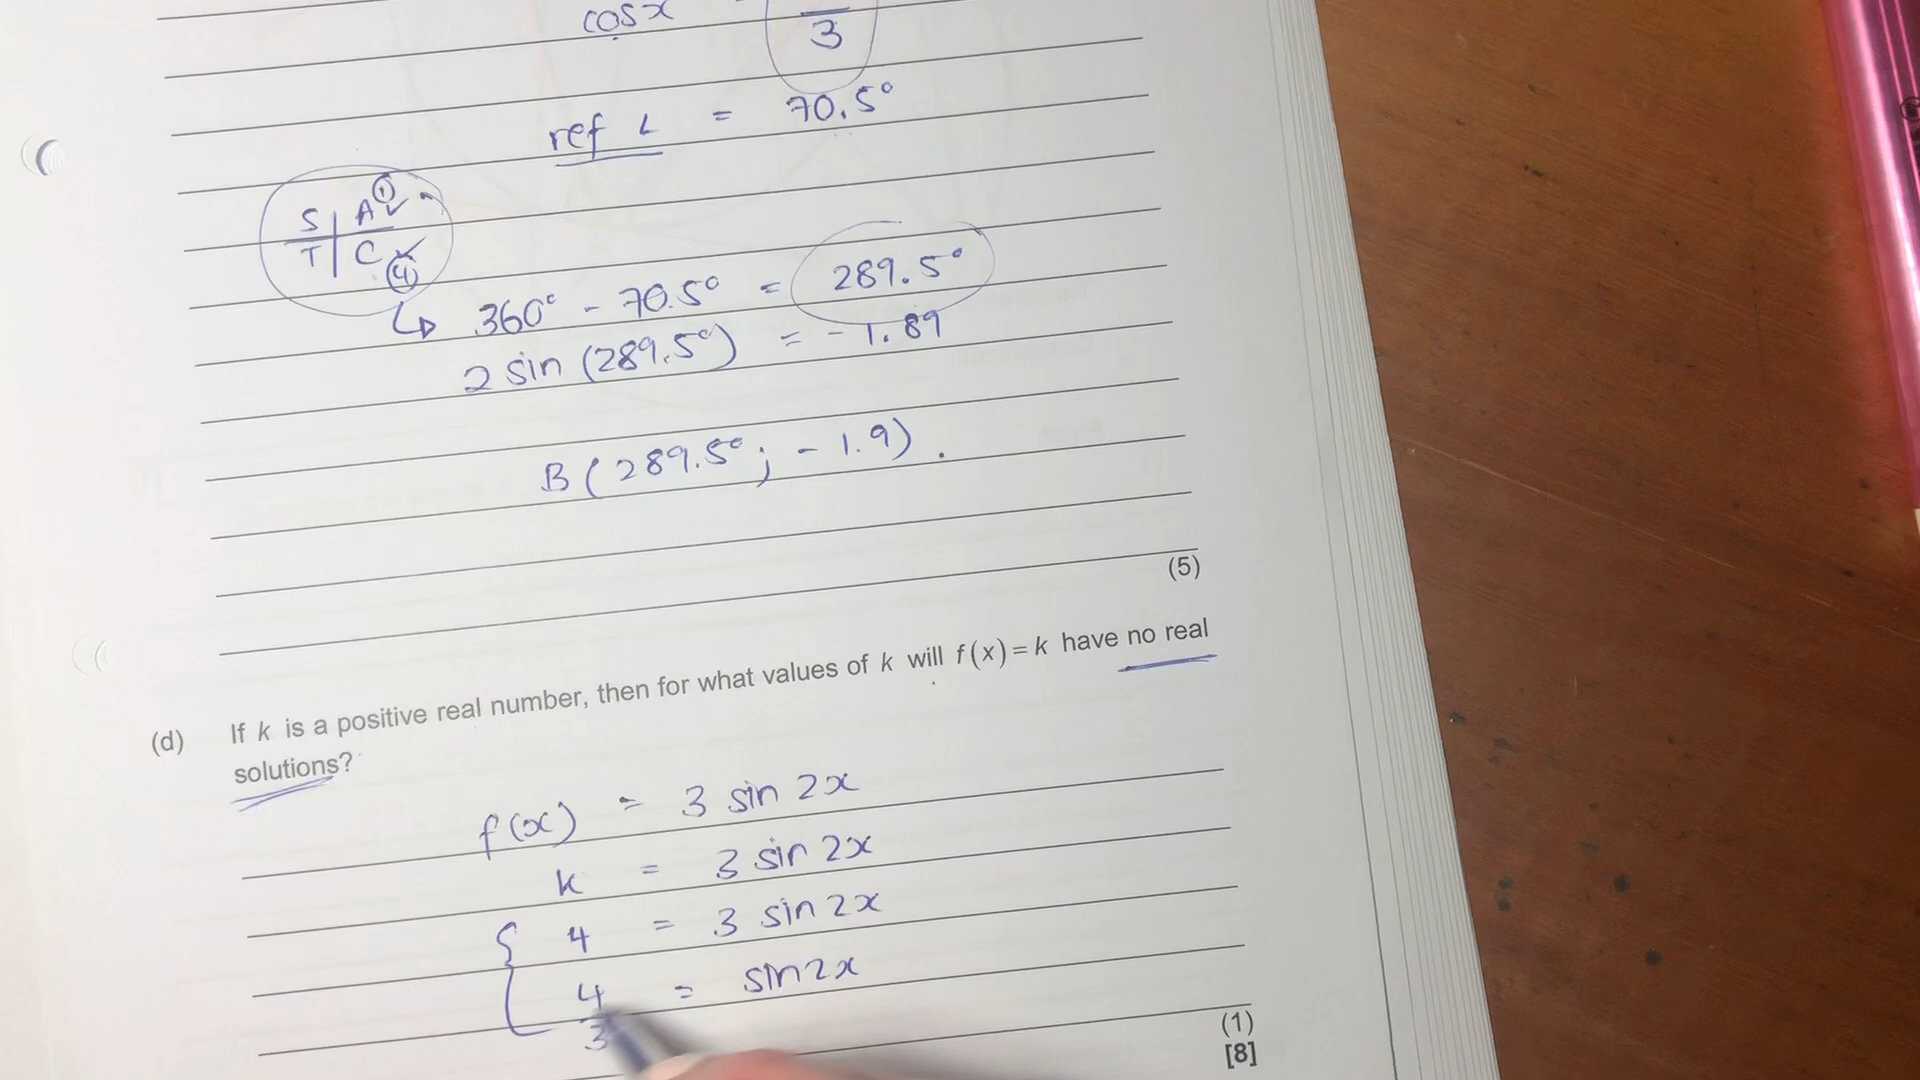 cos x
3
ref ∠ = 70.5°
S A ① ✓
T C ✓ ④
↳ 360° - 70.5° = 289.5°
2 sin (289.5°) = - 1.89
B ( 289.5° ; - 1.9) .
(5)
(d) If k is a positive real number, then for what values of k will f(x) = k have no real
solutions?
f(x) = 3 sin 2x
k = 3 sin 2x
4 = 3 sin 2x
4/3 = sin 2x
(1)
[8]